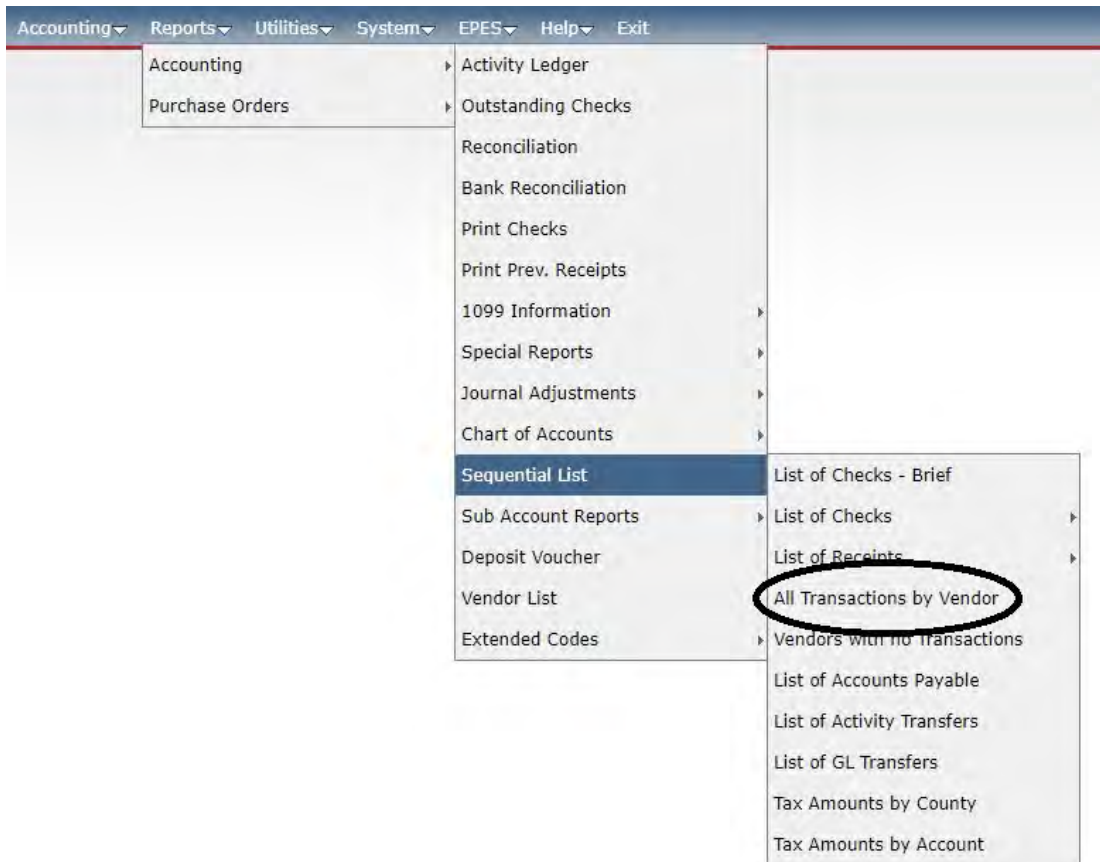 Accounting Reports Utilities System EPES Help Exit
Accounting
Purchase Orders
Activity Ledger
Outstanding Checks
Reconciliation
Bank Reconciliation
Print Checks
Print Prev. Receipts
1099 Information
Special Reports
Journal Adjustments
Chart of Accounts
Sequential List
Sub Account Reports
Deposit Voucher
Vendor List
Extended Codes
List of Checks - Brief
List of Checks
List of Receipts
All Transactions by Vendor
Vendors with no Transactions
List of Accounts Payable
List of Activity Transfers
List of GL Transfers
Tax Amounts by County
Tax Amounts by Account